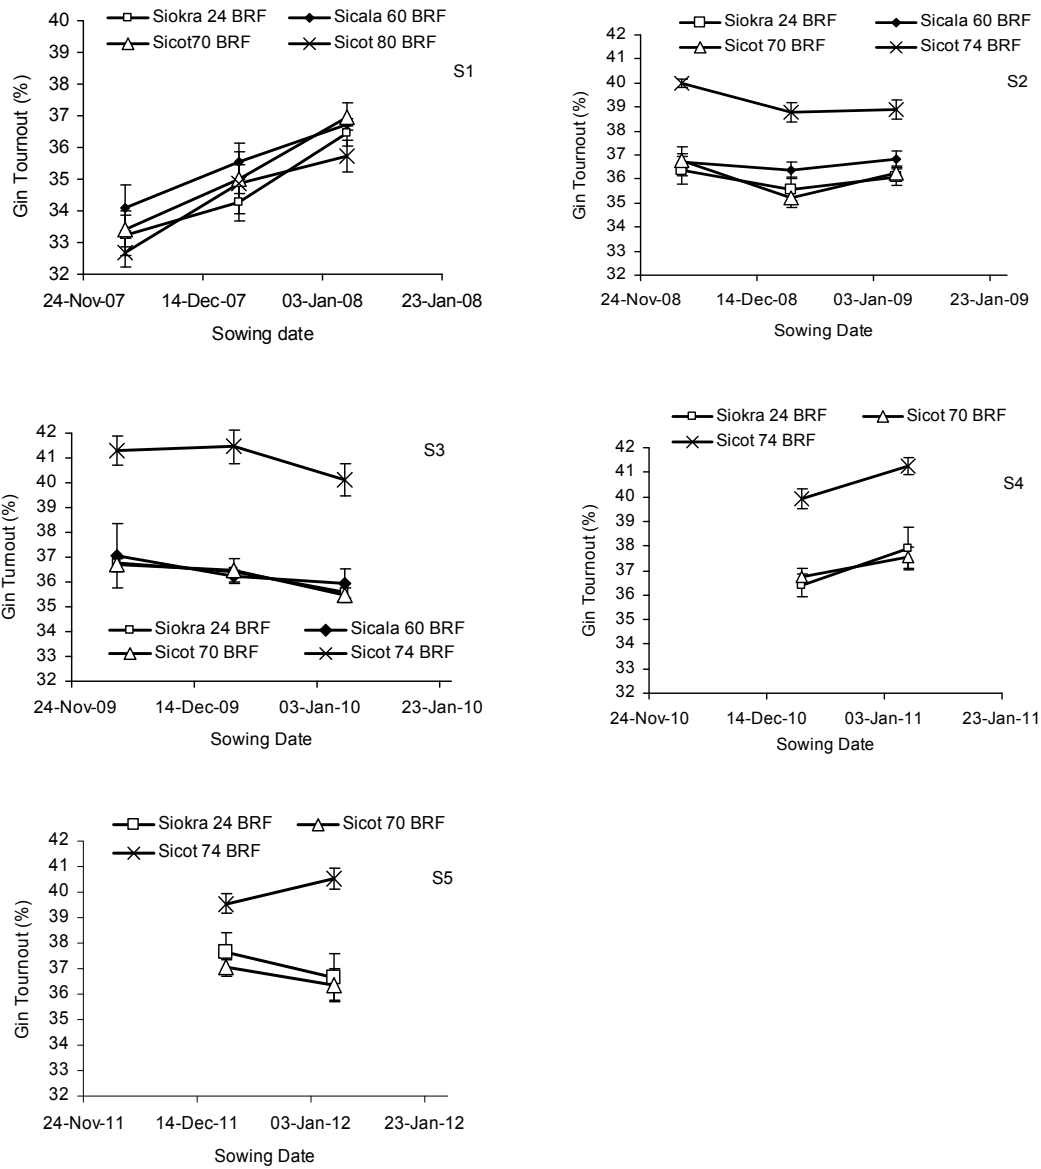 Siokra 24 BRF Sicala 60 BRF
Sicot70 BRF Sicot 80 BRF
S1
Gin Tournout (%)
40
39
38
37
36
35
34
33
32
24-Nov-07 14-Dec-07 03-Jan-08 23-Jan-08
Sowing date
Siokra 24 BRF Sicala 60 BRF
Sicot 70 BRF Sicot 74 BRF
S2
Gin Tournout (%)
42
41
40
39
38
37
36
35
34
33
32
24-Nov-08 14-Dec-08 03-Jan-09 23-Jan-09
Sowing Date
S3
Gin Turnout (%)
42
41
40
39
38
37
36
35
34
33
32
Siokra 24 BRF Sicala 60 BRF
Sicot 70 BRF Sicot 74 BRF
24-Nov-09 14-Dec-09 03-Jan-10 23-Jan-10
Sowing Date
Siokra 24 BRF Sicot 70 BRF
Sicot 74 BRF
S4
Gin Tournout (%)
42
41
40
39
38
37
36
35
34
33
32
24-Nov-10 14-Dec-10 03-Jan-11 23-Jan-11
Sowing Date
Siokra 24 BRF Sicot 70 BRF
Sicot 74 BRF
S5
Gin Tournout (%)
42
41
40
39
38
37
36
35
34
33
32
24-Nov-11 14-Dec-11 03-Jan-12 23-Jan-12
Sowing Date